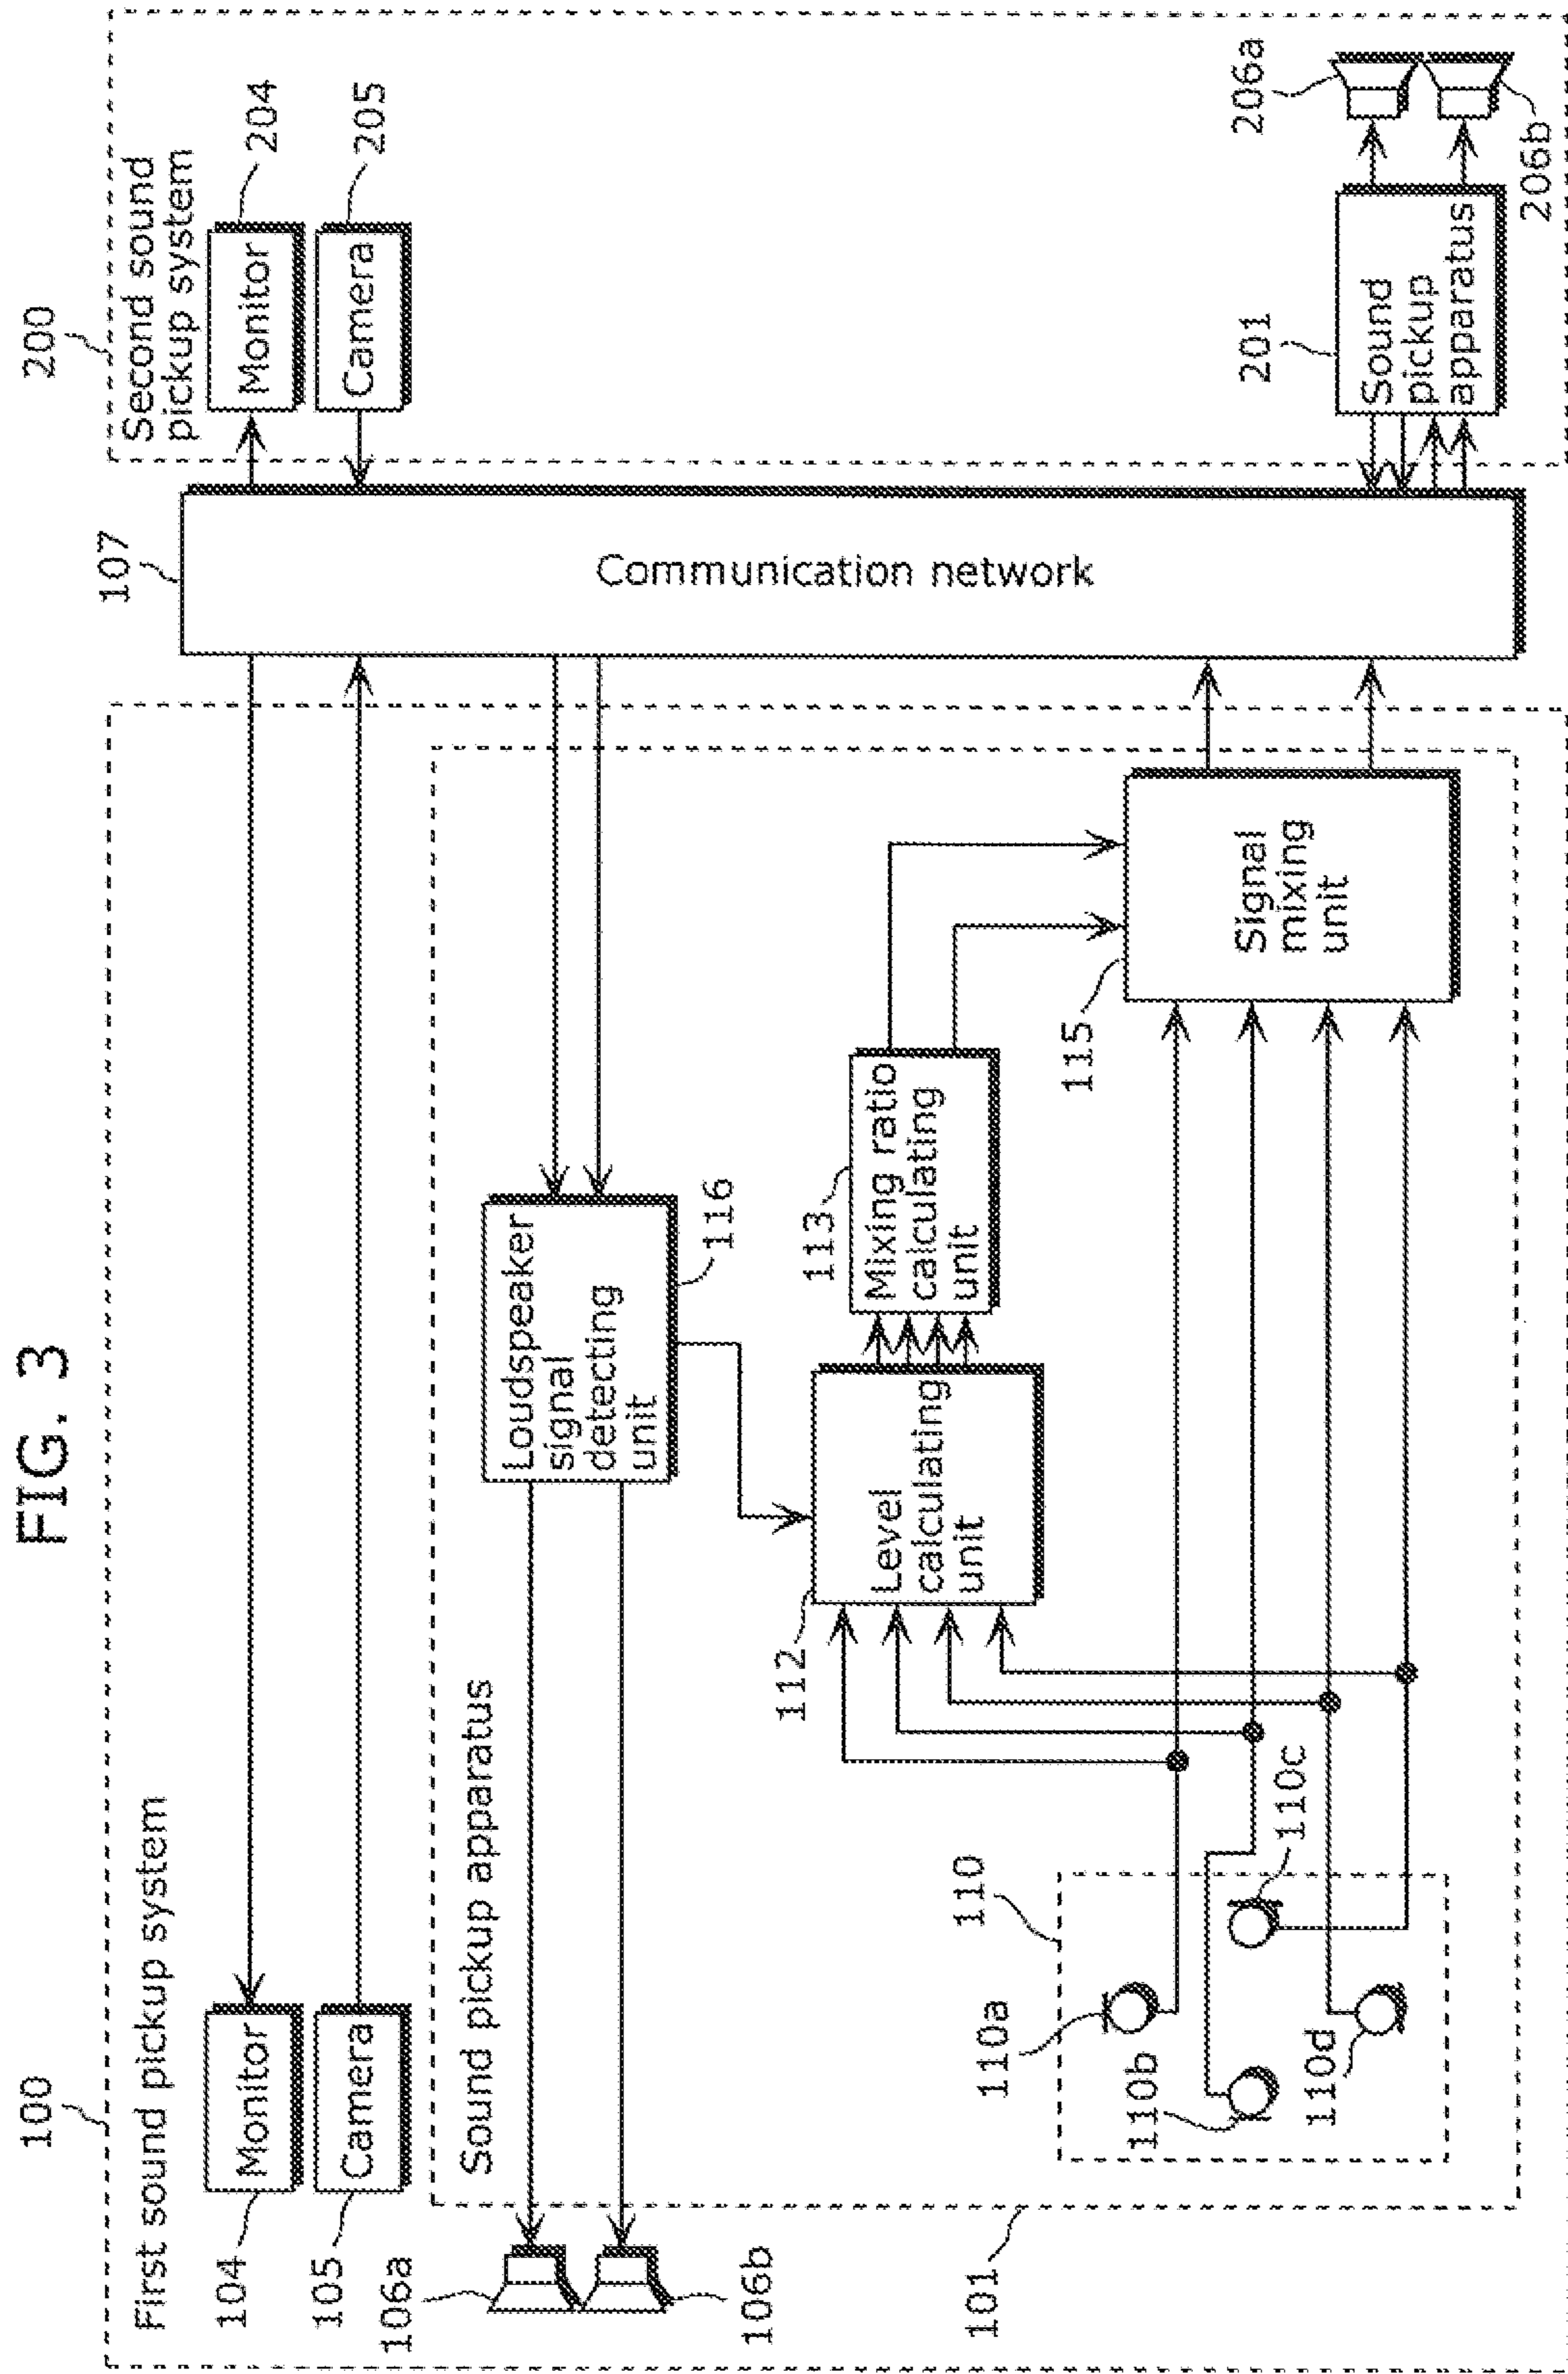 FIG. 3
100
First sound pickup system
104
Monitor
105
Camera
106a
106b
101
Sound pickup apparatus
Loudspeaker
signal
detecting
unit
116
112
Level
calculating
unit
113
Mixing ratio
calculating
unit
115
Signal
mixing
unit
110
110a
110b
110c
110d
107
Communication network
200
Second sound
pickup system
Monitor
204
Camera
205
201
Sound
pickup
apparatus
206a
206b